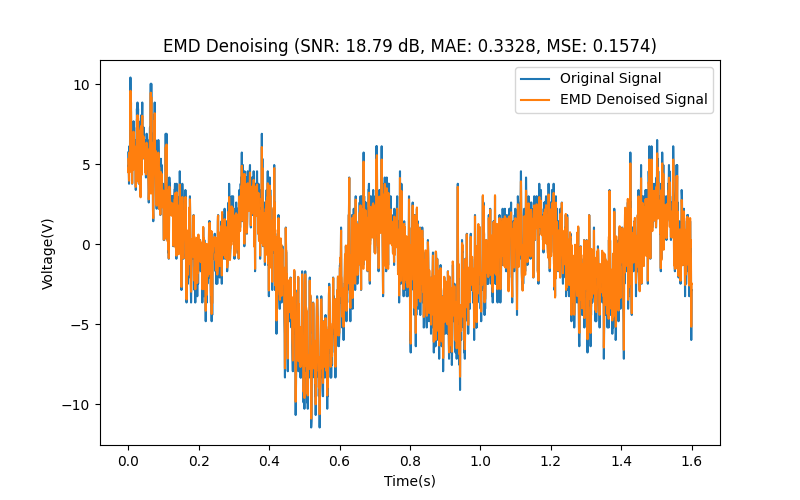 EMD Denoising (SNR: 18.79 dB, MAE: 0.3328, MSE: 0.1574)
Original Signal
EMD Denoised Signal
10
5
0
−5
−10
Voltage(V)
0.0 0.2 0.4 0.6 0.8 1.0 1.2 1.4 1.6
Time(s)